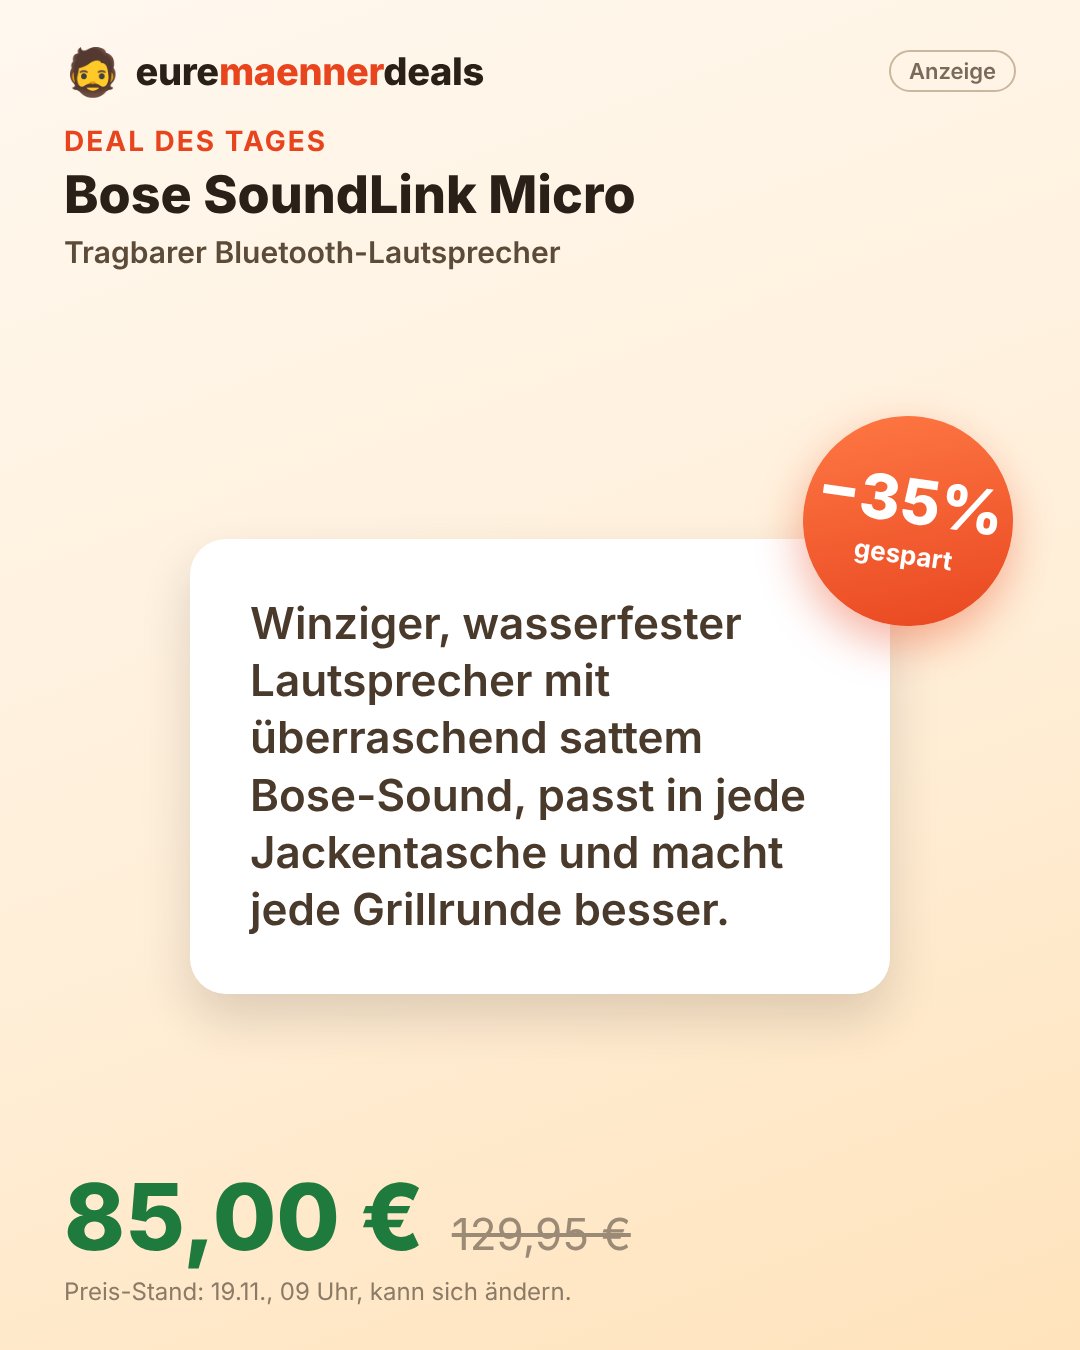 euremaennerdeals
Anzeige
DEAL DES TAGES
Bose SoundLink Micro
Tragbarer Bluetooth-Lautsprecher
−35%
gespart
Winziger, wasserfester
Lautsprecher mit
überraschend sattem
Bose-Sound, passt in jede
Jackentasche und macht
jede Grillrunde besser.
85,00 € 129,95 €
Preis-Stand: 19.11., 09 Uhr, kann sich ändern.